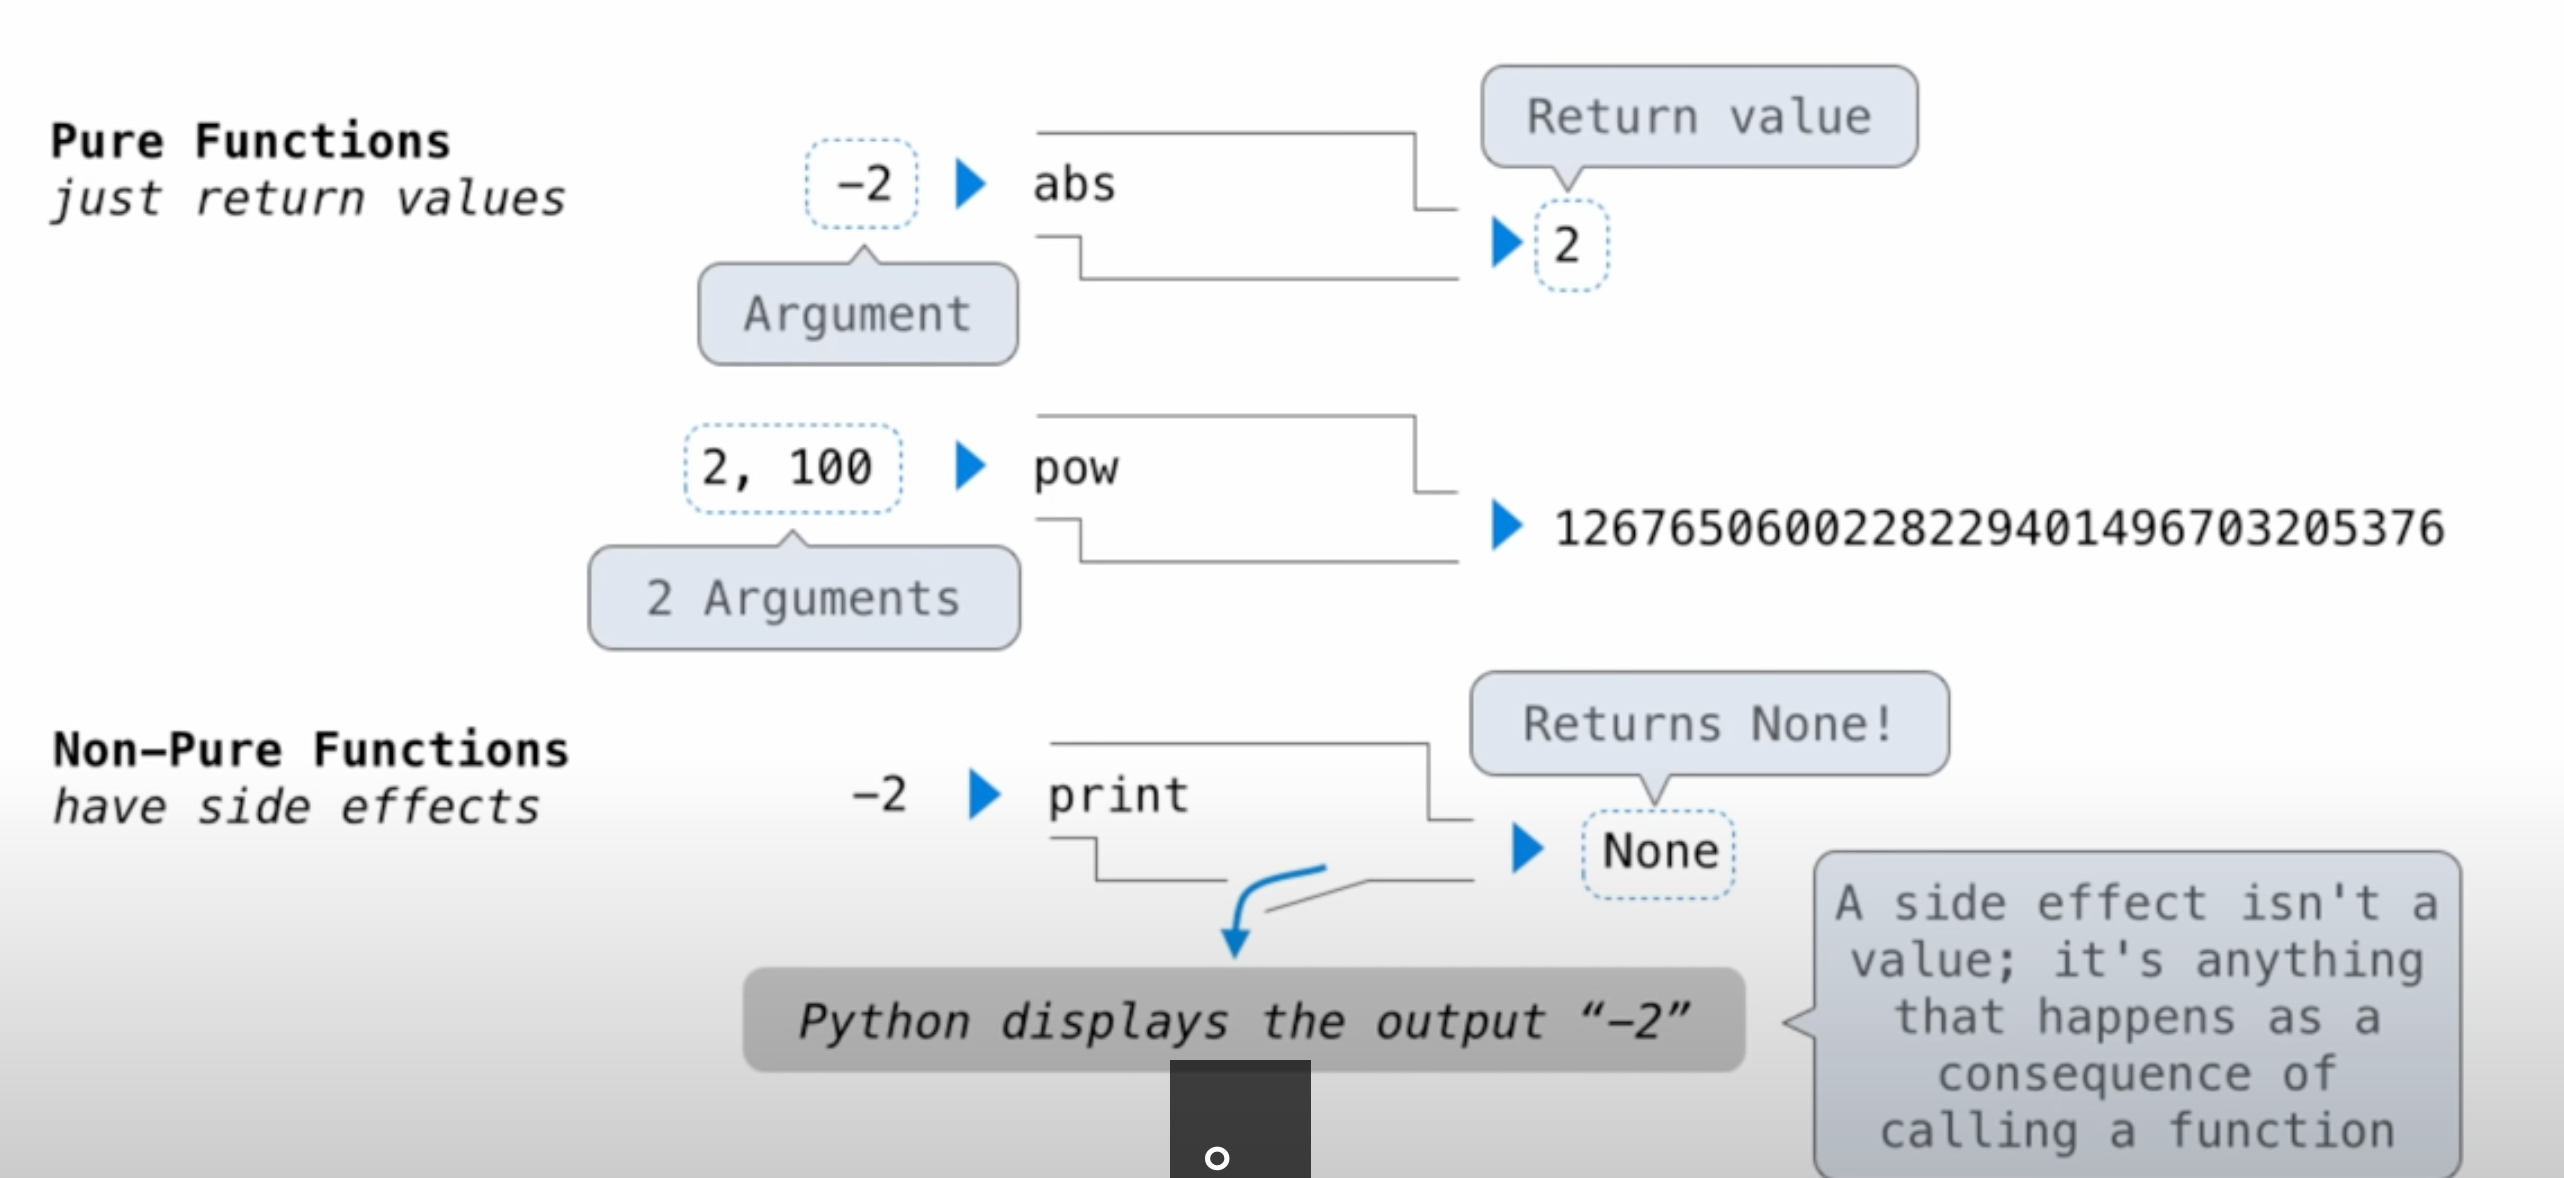 Pure Functions
just return values
−2
abs
Return value
2
Argument
2, 100
pow
1267650600228229401496703205376
2 Arguments
Non−Pure Functions
have side effects
−2
print
Returns None!
None
Python displays the output “−2”
A side effect isn't a
value; it's anything
that happens as a
consequence of
calling a function